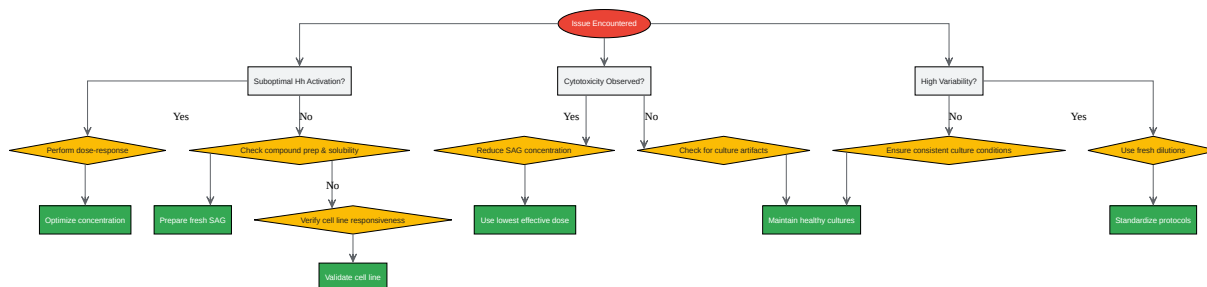 Issue Encountered
Suboptimal Hh Activation?
Cytotoxicity Observed?
High Variability?
Yes
No
Yes
No
No
Yes
Perform dose-response
Check compound prep & solubility
Reduce SAG concentration
Check for culture artifacts
Ensure consistent culture conditions
Use fresh dilutions
No
Optimize concentration
Prepare fresh SAG
Verify cell line responsiveness
Use lowest effective dose
Maintain healthy cultures
Standardize protocols
Validate cell line